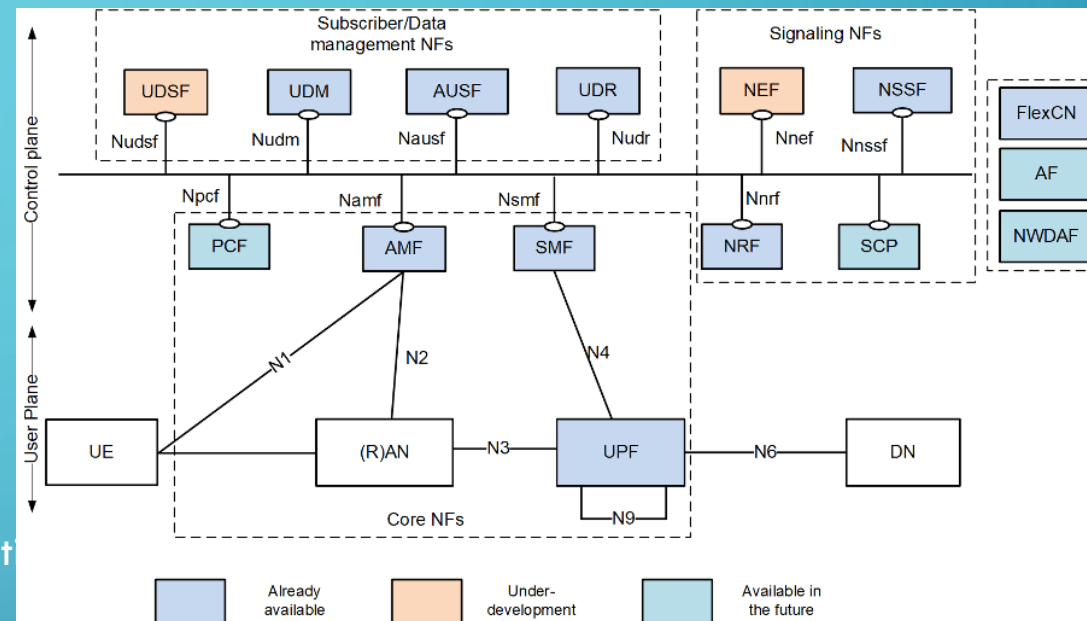 Subscriber/Data
management NFs
Signaling NFs
UDSF
UDM
AUSF
UDR
NEF
NSSF
FlexCN
Nudsf
Nudm
Nausf
Nudr
Nnef
Nnssf
AF
Control plane
Npcf
Namf
Nsmf
Nnrf
PCF
AMF
SMF
NRF
SCP
NWDAF
N1
N2
N4
User Plane
UE
(R)AN
N3
UPF
N6
DN
Core NFs
N9
Already
available
Under-
development
Available in
the future